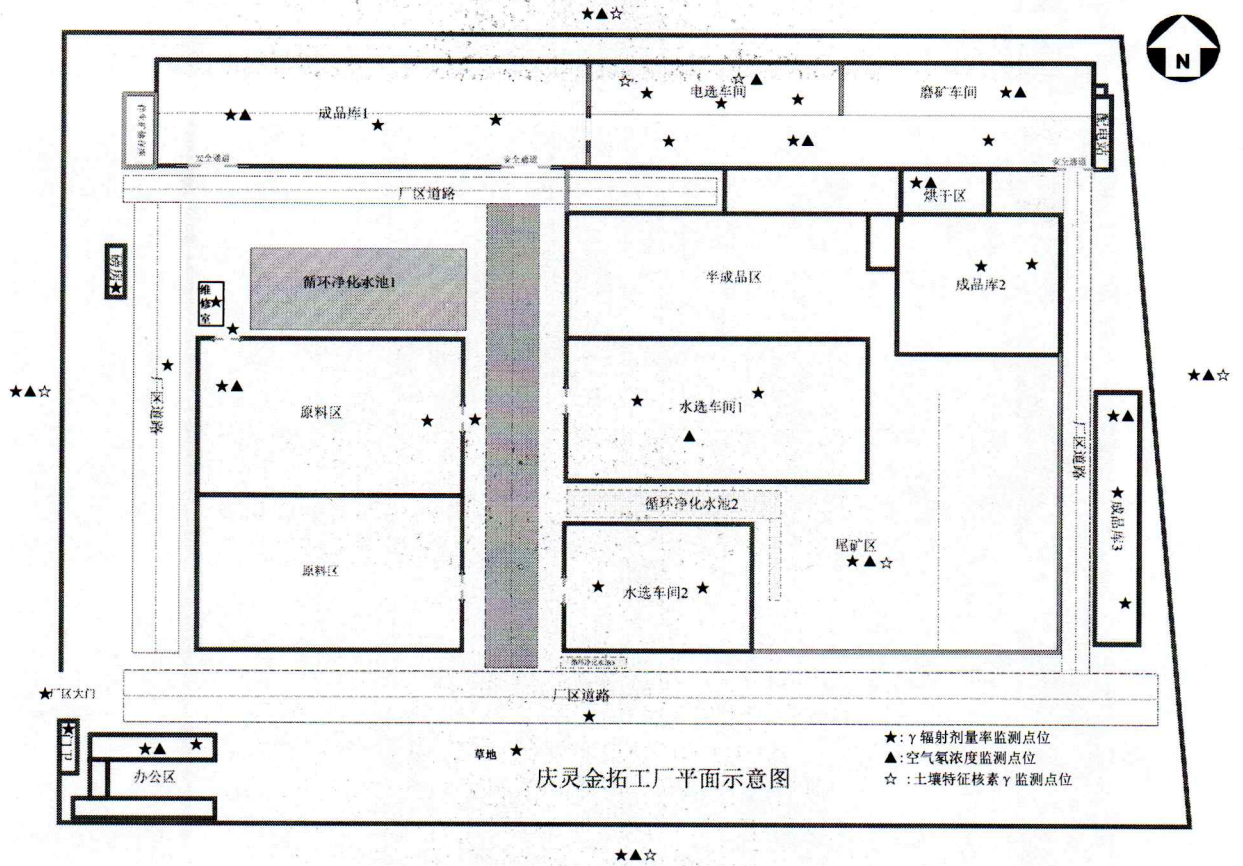 ★▲☆
N
☆
☆▲
成品库1
★▲
★
★
★
电选车间
★
★
磨矿车间
★▲
★
★▲
★
配电站
安全通道
安全通道
安全通道
厂区道路
★▲
烘干区
磅房
★
循环净化水池1
维修室
★
★
半成品区
★
★
成品库2
★▲☆
★
厂区道路
★▲
原料区
★
★
★
水选车间1
★
▲
★▲☆
厂区道路
★▲
★
成品库3
★
循环净化水池2
原料区
尾矿区
★▲☆
★
水选车间2
★
★厂区大门
厂区道路
★
★
门卫
★▲
★
办公区
草地
★
庆灵金拓工厂平面示意图
★：γ 辐射剂量率监测点位
▲：空气氡浓度监测点位
☆：土壤特征核素 γ 监测点位
★▲☆